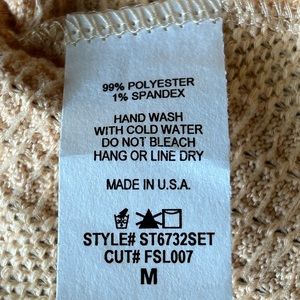 99% POLYESTER
1% SPANDEX
HAND WASH
WITH COLD WATER
DO NOT BLEACH
HANG OR LINE DRY
MADE IN U.S.A.
STYLE# ST6732SET
CUT# FSL007
M